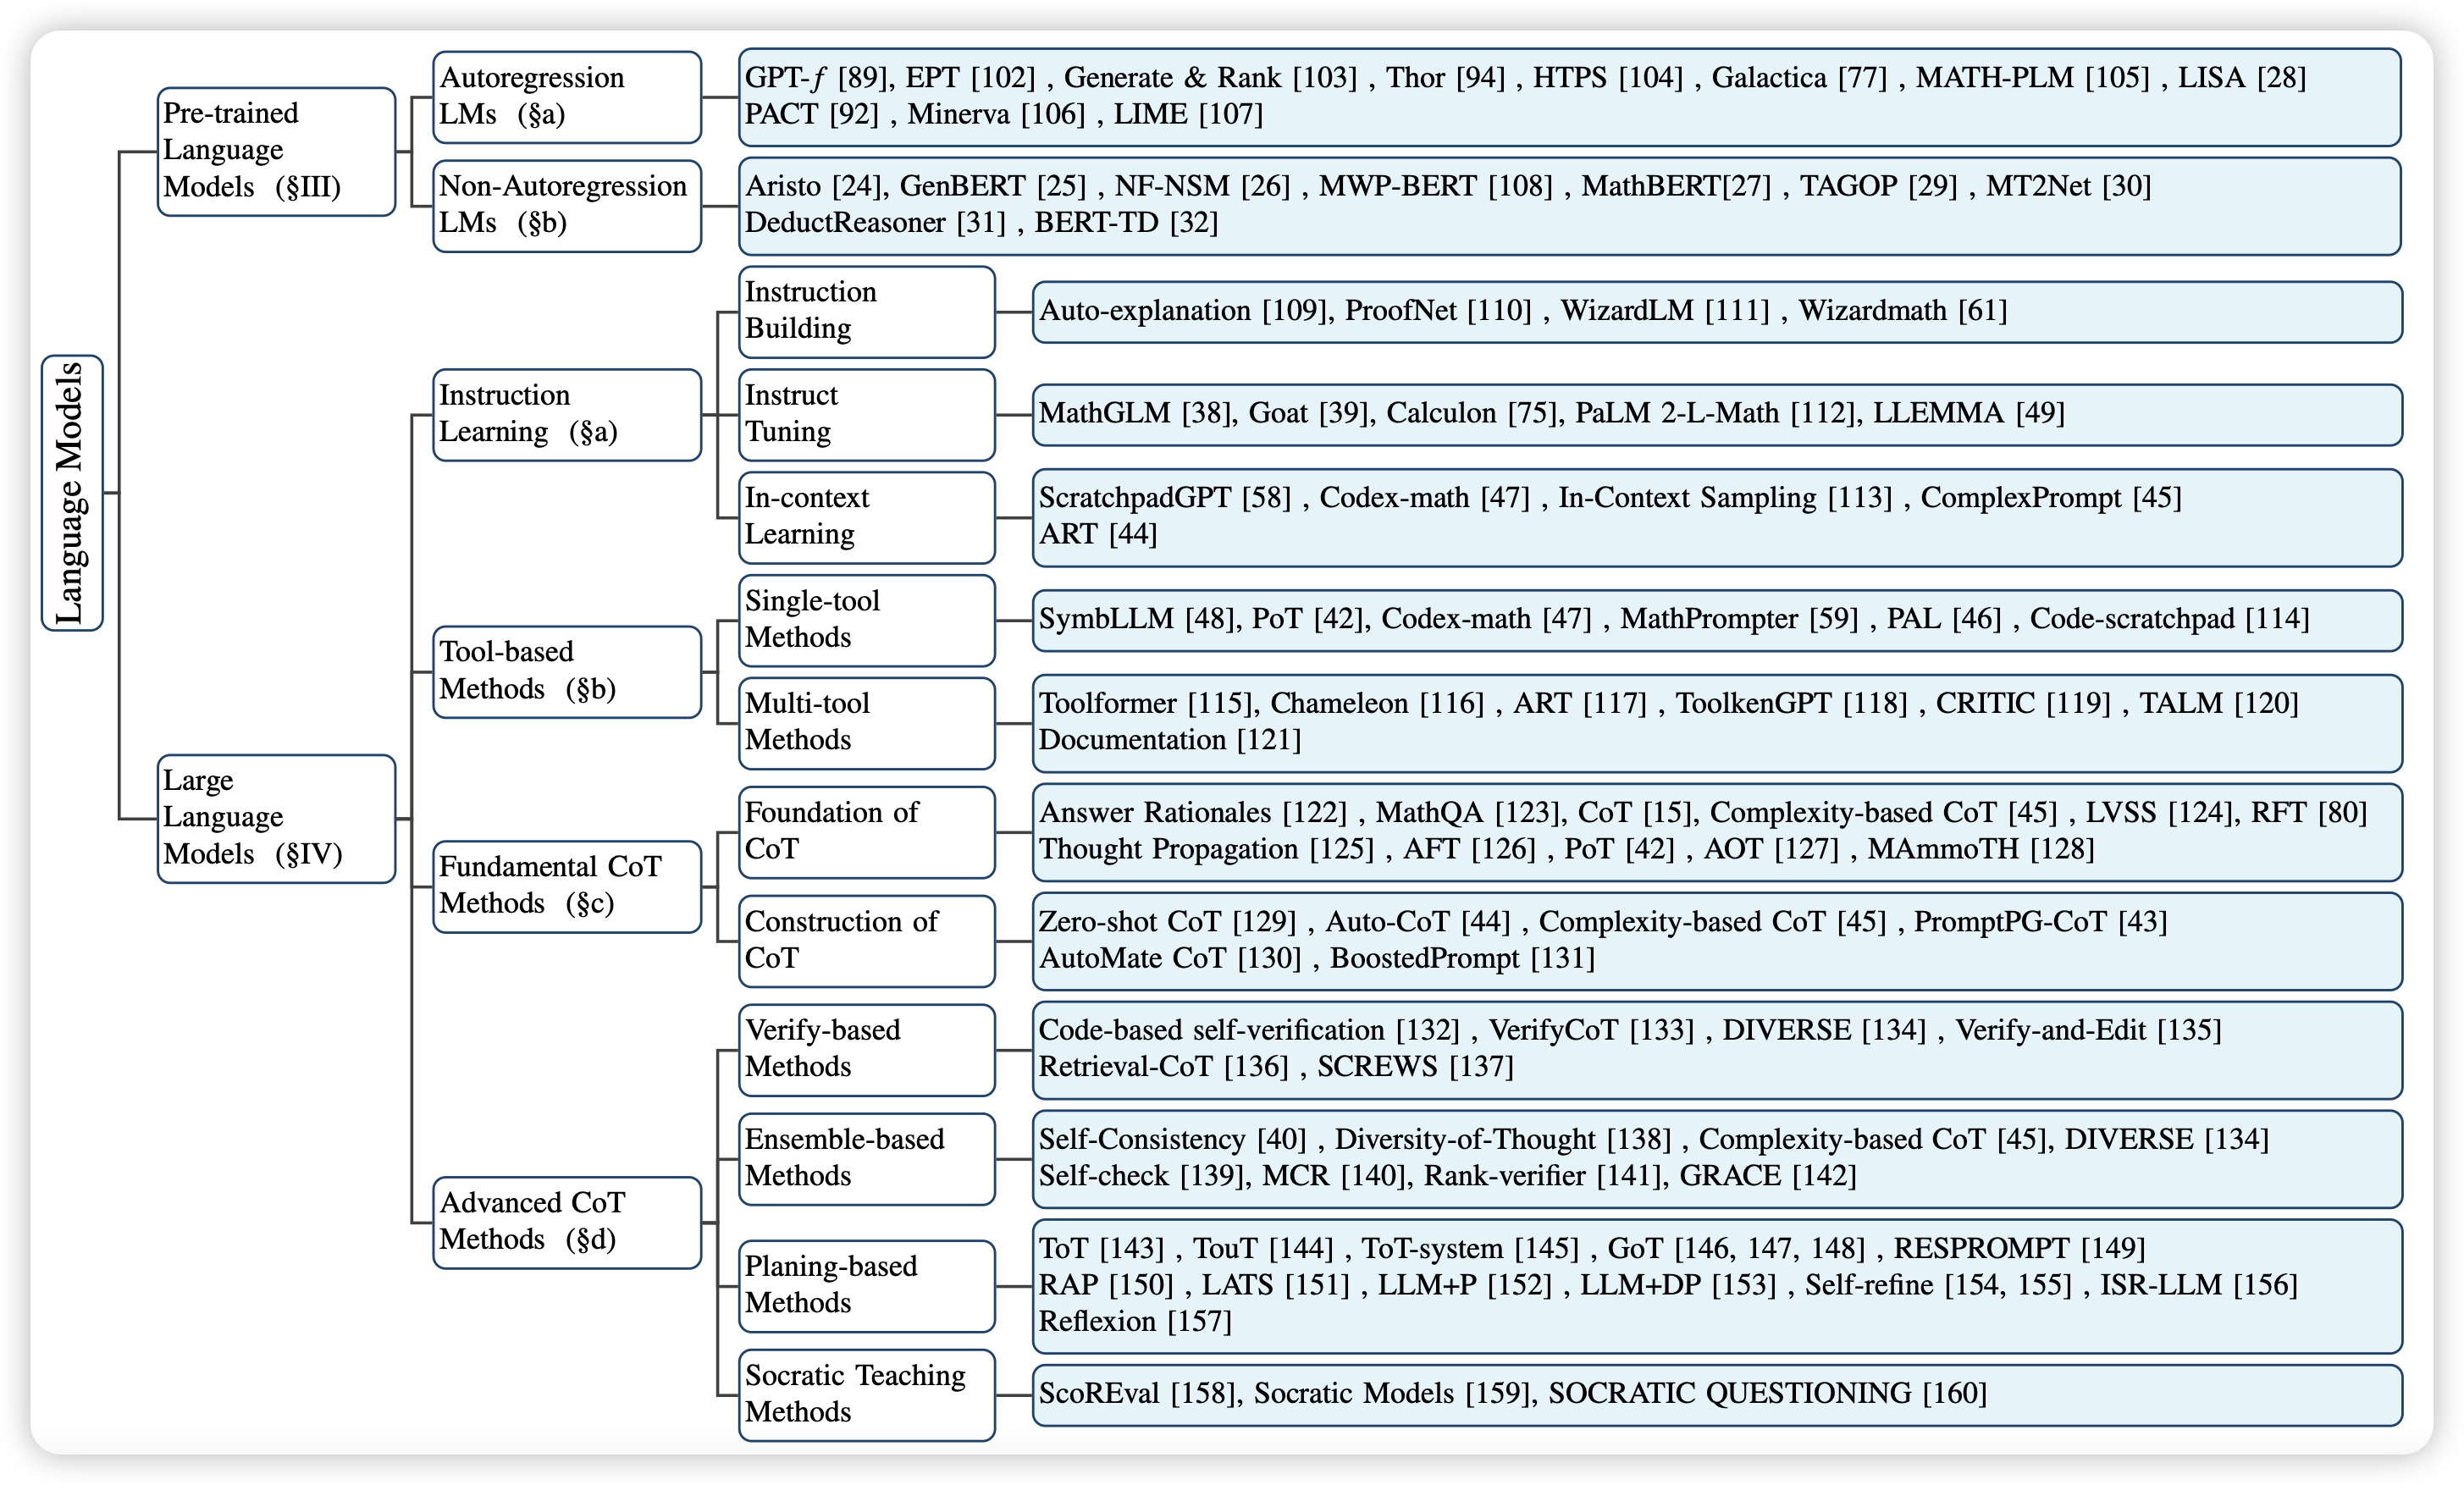 Language Models
Pre-trained
Language
Models (§III)
Autoregression
LMs (§a)
GPT-f [89], EPT [102] , Generate & Rank [103] , Thor [94] , HTPS [104] , Galactica [77] , MATH-PLM [105] , LISA [28]
PACT [92] , Minerva [106] , LIME [107]
Non-Autoregression
LMs (§b)
Aristo [24], GenBERT [25] , NF-NSM [26] , MWP-BERT [108] , MathBERT[27] , TAGOP [29] , MT2Net [30]
DeductReasoner [31] , BERT-TD [32]
Large
Language
Models (§IV)
Instruction
Learning (§a)
Instruction
Building
Auto-explanation [109], ProofNet [110] , WizardLM [111] , Wizardmath [61]
Instruct
Tuning
MathGLM [38], Goat [39], Calculon [75], PaLM 2-L-Math [112], LLEMMA [49]
In-context
Learning
ScratchpadGPT [58] , Codex-math [47] , In-Context Sampling [113] , ComplexPrompt [45]
ART [44]
Tool-based
Methods (§b)
Single-tool
Methods
SymbLLM [48], PoT [42], Codex-math [47] , MathPrompter [59] , PAL [46] , Code-scratchpad [114]
Multi-tool
Methods
Toolformer [115], Chameleon [116] , ART [117] , ToolkenGPT [118] , CRITIC [119] , TALM [120]
Documentation [121]
Fundamental CoT
Methods (§c)
Foundation of
CoT
Answer Rationales [122] , MathQA [123], CoT [15], Complexity-based CoT [45] , LVSS [124], RFT [80]
Thought Propagation [125] , AFT [126] , PoT [42] , AOT [127] , MAmmoTH [128]
Construction of
CoT
Zero-shot CoT [129] , Auto-CoT [44] , Complexity-based CoT [45] , PromptPG-CoT [43]
AutoMate CoT [130] , BoostedPrompt [131]
Advanced CoT
Methods (§d)
Verify-based
Methods
Code-based self-verification [132] , VerifyCoT [133] , DIVERSE [134] , Verify-and-Edit [135]
Retrieval-CoT [136] , SCREWS [137]
Ensemble-based
Methods
Self-Consistency [40] , Diversity-of-Thought [138] , Complexity-based CoT [45], DIVERSE [134]
Self-check [139], MCR [140], Rank-verifier [141], GRACE [142]
Planing-based
Methods
ToT [143] , TouT [144] , ToT-system [145] , GoT [146, 147, 148] , RESPROMPT [149]
RAP [150] , LATS [151] , LLM+P [152] , LLM+DP [153] , Self-refine [154, 155] , ISR-LLM [156]
Reflexion [157]
Socratic Teaching
Methods
ScoREval [158], Socratic Models [159], SOCRATIC QUESTIONING [160]